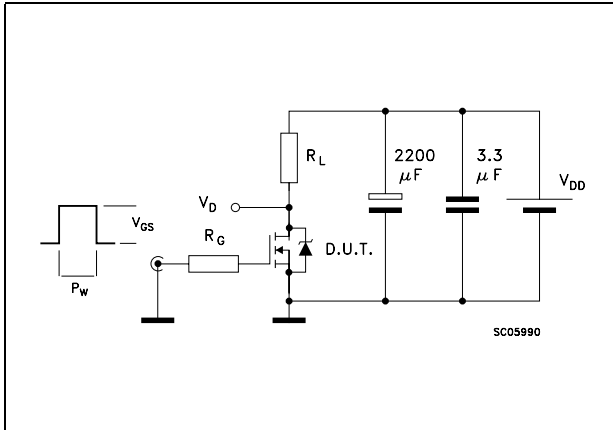 R_L
2200
μF
3.3
μF
V_DD
V_D
V_GS
R_G
D.U.T.
P_W
SC05990